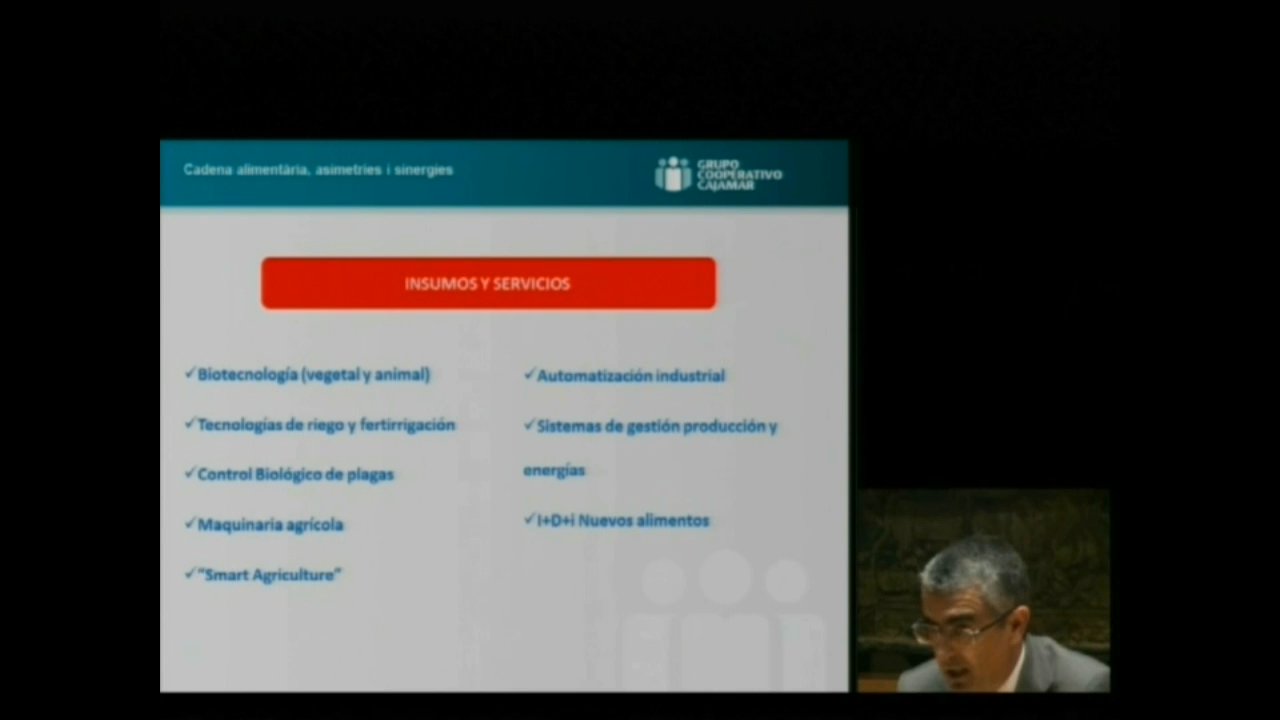 Cadena alimentària, asimetries i sinergies
GRUPO
COOPERATIVO
CAJAMAR
INSUMOS Y SERVICIOS
✓Biotecnología (vegetal y animal)
✓Tecnologías de riego y fertirrigación
✓Control Biológico de plagas
✓Maquinaria agrícola
✓"Smart Agriculture"
✓Automatización industrial
✓Sistemas de gestión producción y
energías
✓I+D+i Nuevos alimentos